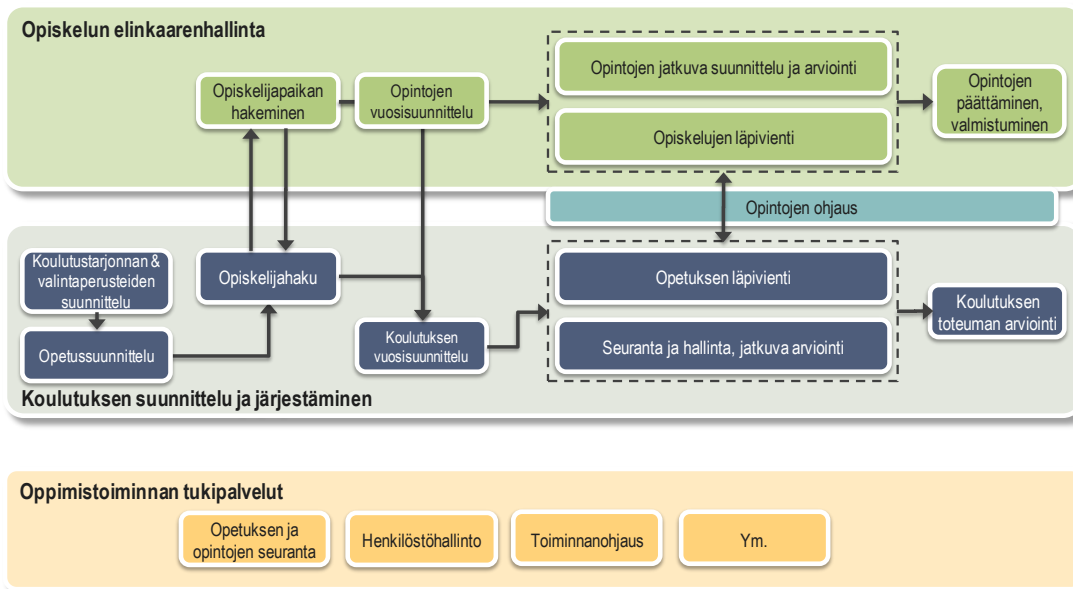 Opiskelun elinkaarenhallinta
Opiskelijapaikan
hakeminen
Opintojen
vuosisuunnittelu
Opintojen jatkuva suunnittelu ja arviointi
Opiskelujen läpivienti
Opintojen
päättäminen,
valmistuminen
Opintojen ohjaus
Koulutustarjonnan &
valintaperusteiden
suunnittelu
Opetussuunnittelu
Opiskelijahaku
Koulutuksen
vuosisuunnittelu
Opetuksen läpivienti
Seuranta ja hallinta, jatkuva arviointi
Koulutuksen
toteuman arviointi
Koulutuksen suunnittelu ja järjestäminen
Oppimistoiminnan tukipalvelut
Opetuksen ja
opintojen seuranta
Henkilöstöhallinto
Toiminnanohjaus
Ym.